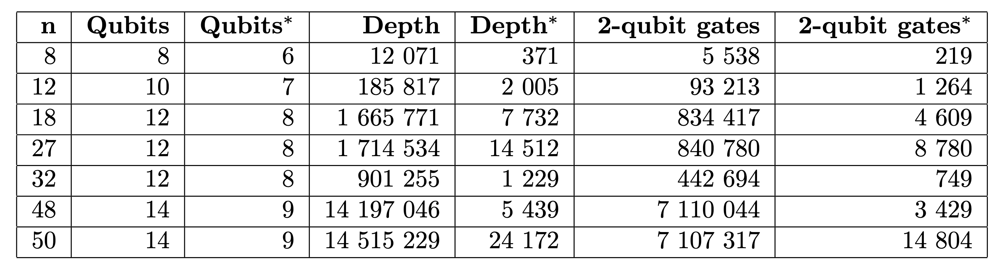 n Qubits Qubits* Depth Depth* 2-qubit gates 2-qubit gates*
8 8 6 12 071 371 5 538 219
12 10 7 185 817 2 005 93 213 1 264
18 12 8 1 665 771 7 732 834 417 4 609
27 12 8 1 714 534 14 512 840 780 8 780
32 12 8 901 255 1 229 442 694 749
48 14 9 14 197 046 5 439 7 110 044 3 429
50 14 9 14 515 229 24 172 7 107 317 14 804